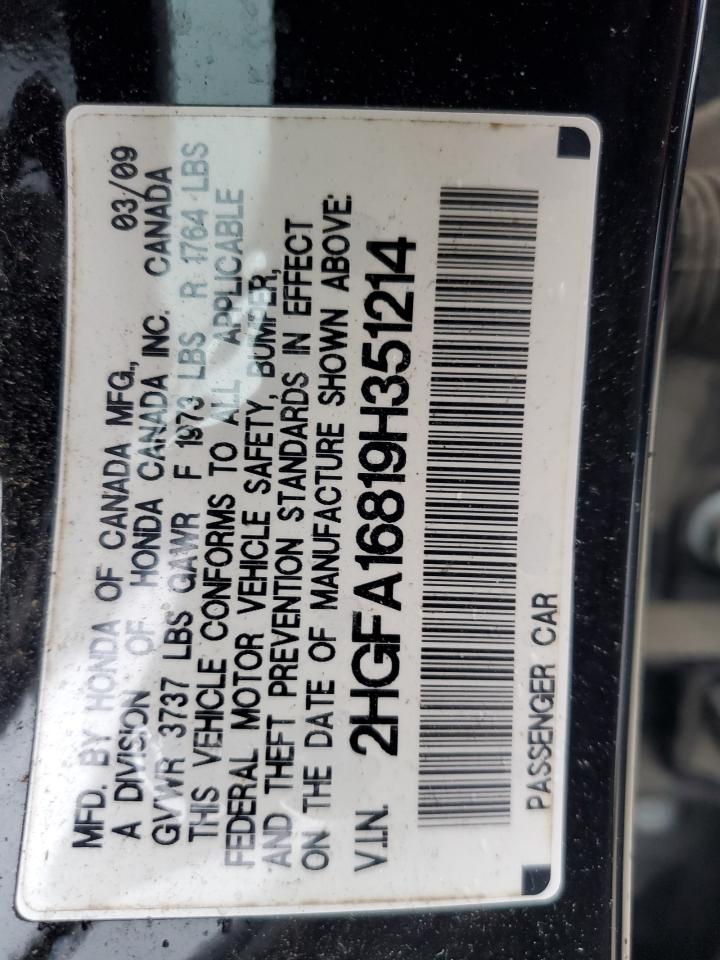 MFD. BY HONDA OF CANADA MFG., 03/09
A DIVISION OF HONDA CANADA INC. CANADA
GVWR 3737 LBS GAWR F 1973 LBS R 1764 LBS
THIS VEHICLE CONFORMS TO ALL APPLICABLE
FEDERAL MOTOR VEHICLE SAFETY, BUMPER,
AND THEFT PREVENTION STANDARDS IN EFFECT
ON THE DATE OF MANUFACTURE SHOWN ABOVE:
V.I.N. 2HGFA16819H351214
PASSENGER CAR